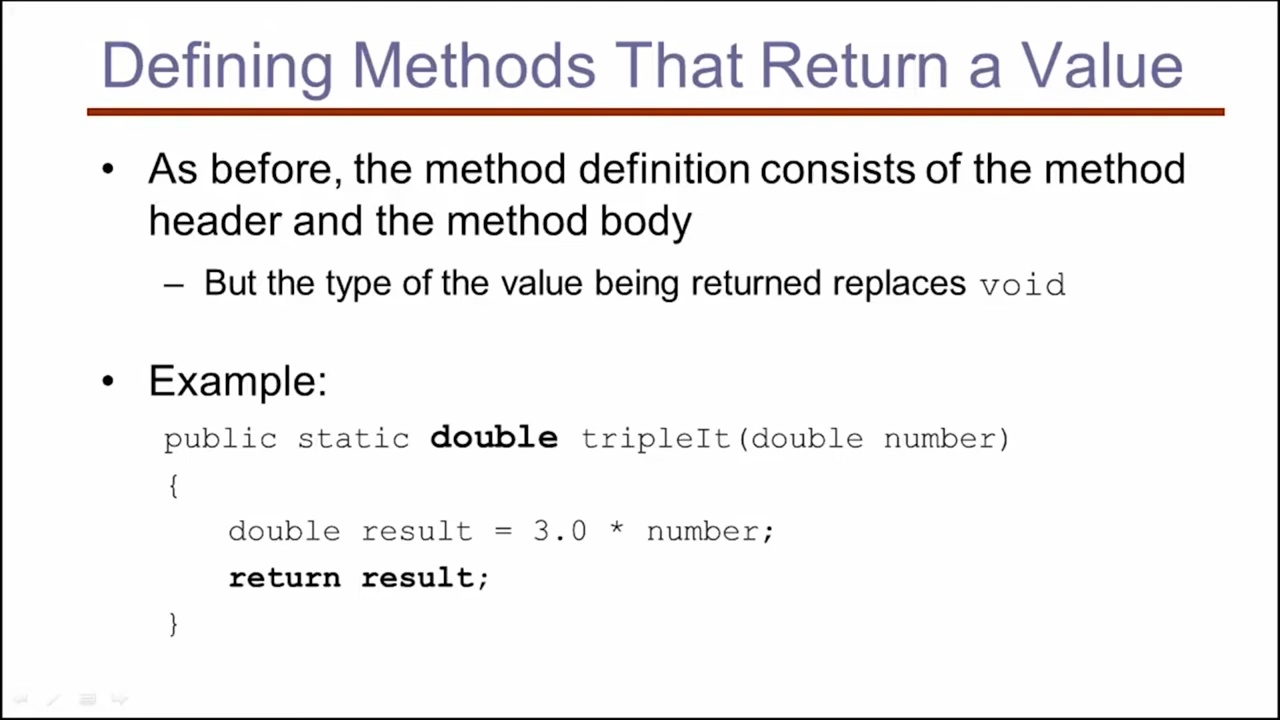 Defining Methods That Return a Value
• As before, the method definition consists of the method
header and the method body
– But the type of the value being returned replaces void
• Example:
public static double tripleIt(double number)
{
double result = 3.0 * number;
return result;
}